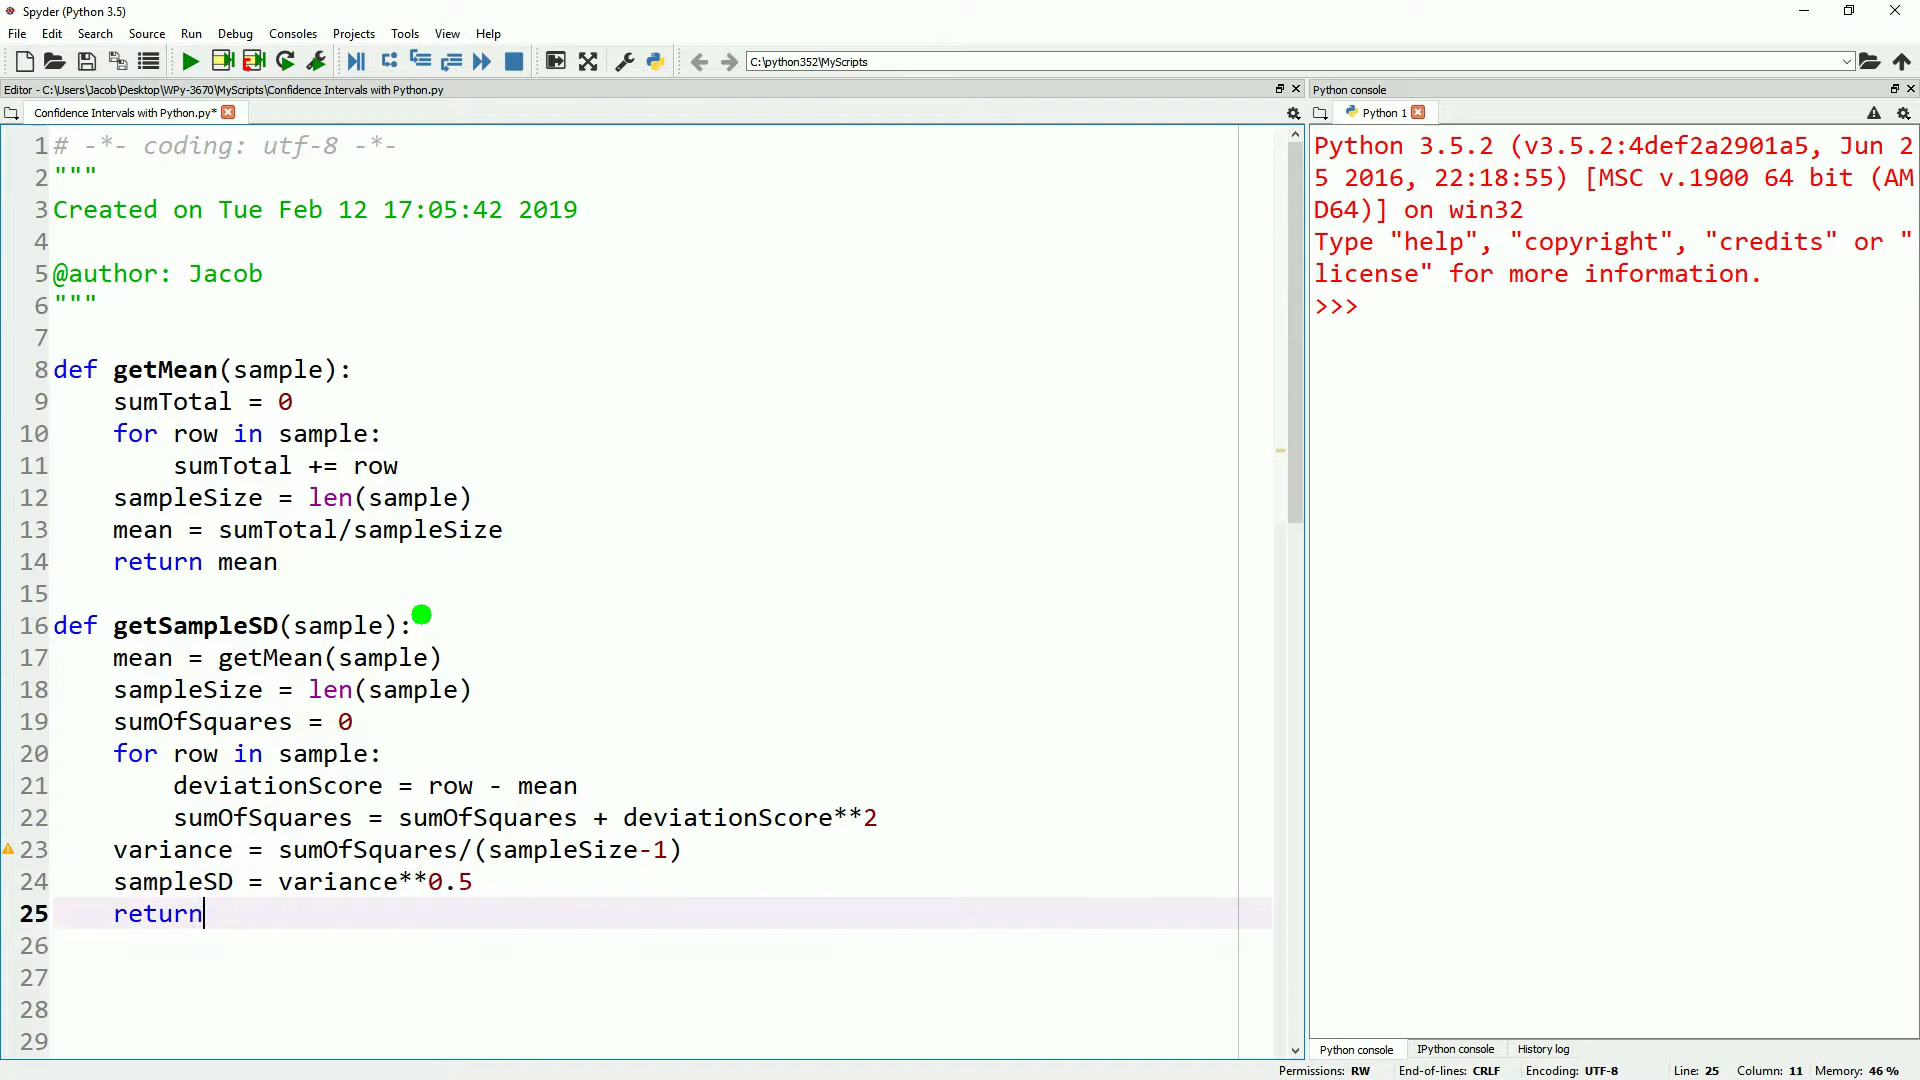 Spyder (Python 3.5)
File Edit Search Source Run Debug Consoles Projects Tools View Help
C:\python352\MyScripts
Editor - C:\Users\Jacob\Desktop\WPy-3670\MyScripts\Confidence Intervals with Python.py
Confidence Intervals with Python.py*
1 # -*- coding: utf-8 -*-
2 """
3 Created on Tue Feb 12 17:05:42 2019
4
5 @author: Jacob
6 """
7
8 def getMean(sample):
9     sumTotal = 0
10     for row in sample:
11         sumTotal += row
12     sampleSize = len(sample)
13     mean = sumTotal/sampleSize
14     return mean
15
16 def getSampleSD(sample):
17     mean = getMean(sample)
18     sampleSize = len(sample)
19     sumOfSquares = 0
20     for row in sample:
21         deviationScore = row - mean
22         sumOfSquares = sumOfSquares + deviationScore**2
23     variance = sumOfSquares/(sampleSize-1)
24     sampleSD = variance**0.5
25     return
26
27
28
29
Python console
Python 1
Python 3.5.2 (v3.5.2:4def2a2901a5, Jun 2
5 2016, 22:18:55) [MSC v.1900 64 bit (AM
D64)] on win32
Type "help", "copyright", "credits" or "
license" for more information.
>>>
Python console IPython console History log
Permissions: RW End-of-lines: CRLF Encoding: UTF-8 Line: 25 Column: 11 Memory: 46 %